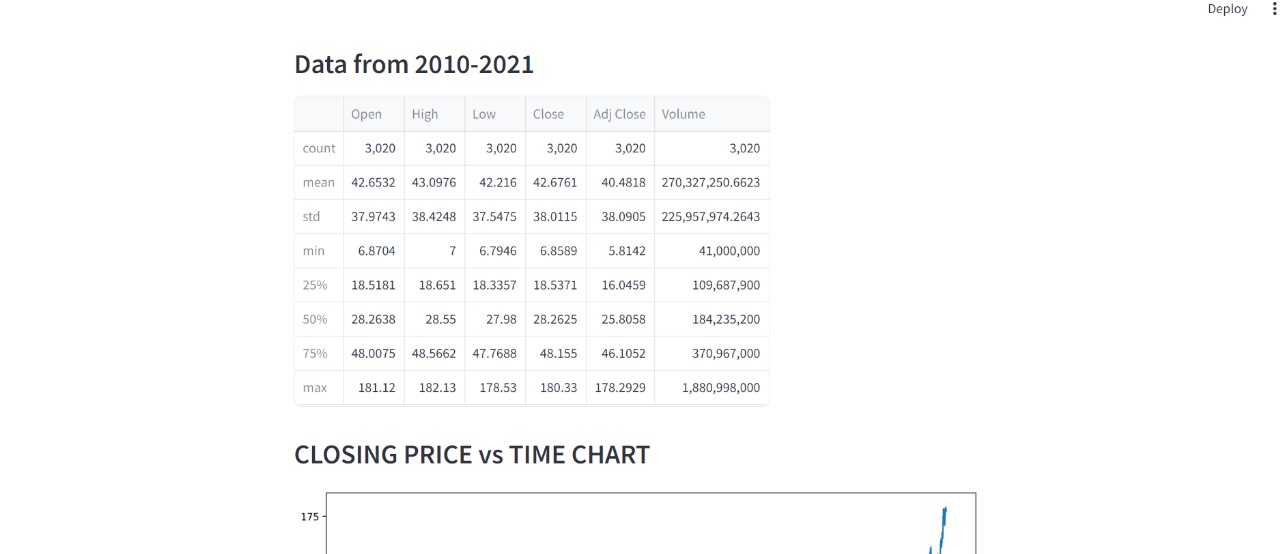 Deploy
Data from 2010-2021
Open High Low Close Adj Close Volume
count 3,020 3,020 3,020 3,020 3,020 3,020
mean 42.6532 43.0976 42.216 42.6761 40.4818 270,327,250.6623
std 37.9743 38.4248 37.5475 38.0115 38.0905 225,957,974.2643
min 6.8704 7 6.7946 6.8589 5.8142 41,000,000
25% 18.5181 18.651 18.3357 18.5371 16.0459 109,687,900
50% 28.2638 28.55 27.98 28.2625 25.8058 184,235,200
75% 48.0075 48.5662 47.7688 48.155 46.1052 370,967,000
max 181.12 182.13 178.53 180.33 178.2929 1,880,998,000
CLOSING PRICE vs TIME CHART
175